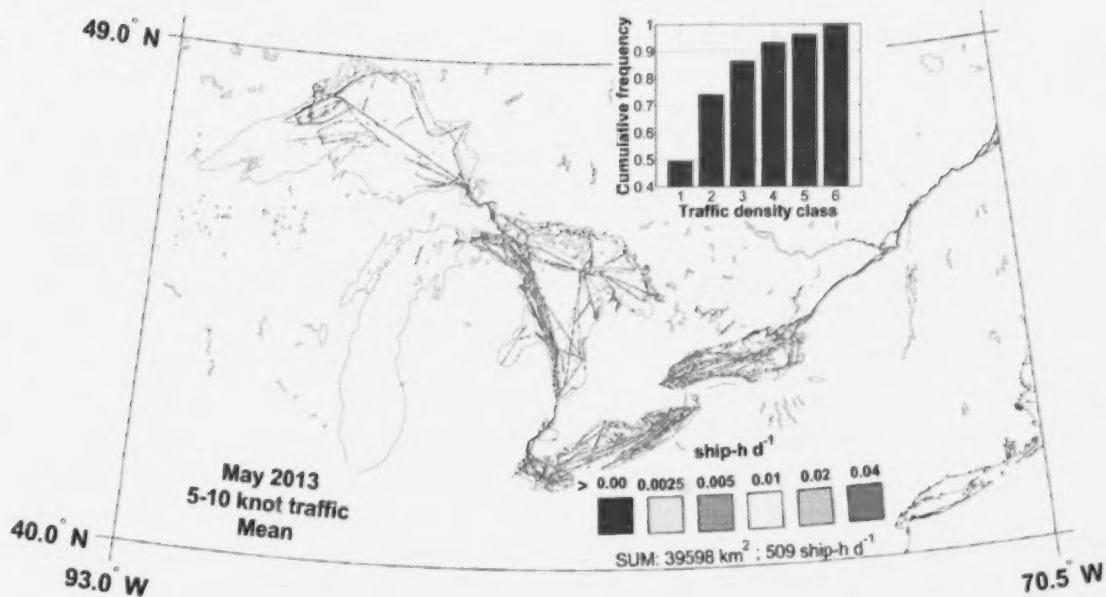 49.0° N
Cumulative frequency
1
0.9
0.8
0.7
0.6
0.5
0.4
1 2 3 4 5 6
Traffic density class
May 2013
5-10 knot traffic
Mean
ship-h d⁻¹
> 0.00 0.0025 0.005 0.01 0.02 0.04
SUM: 39598 km² ; 509 ship-h d⁻¹
40.0° N
93.0° W
70.5° W